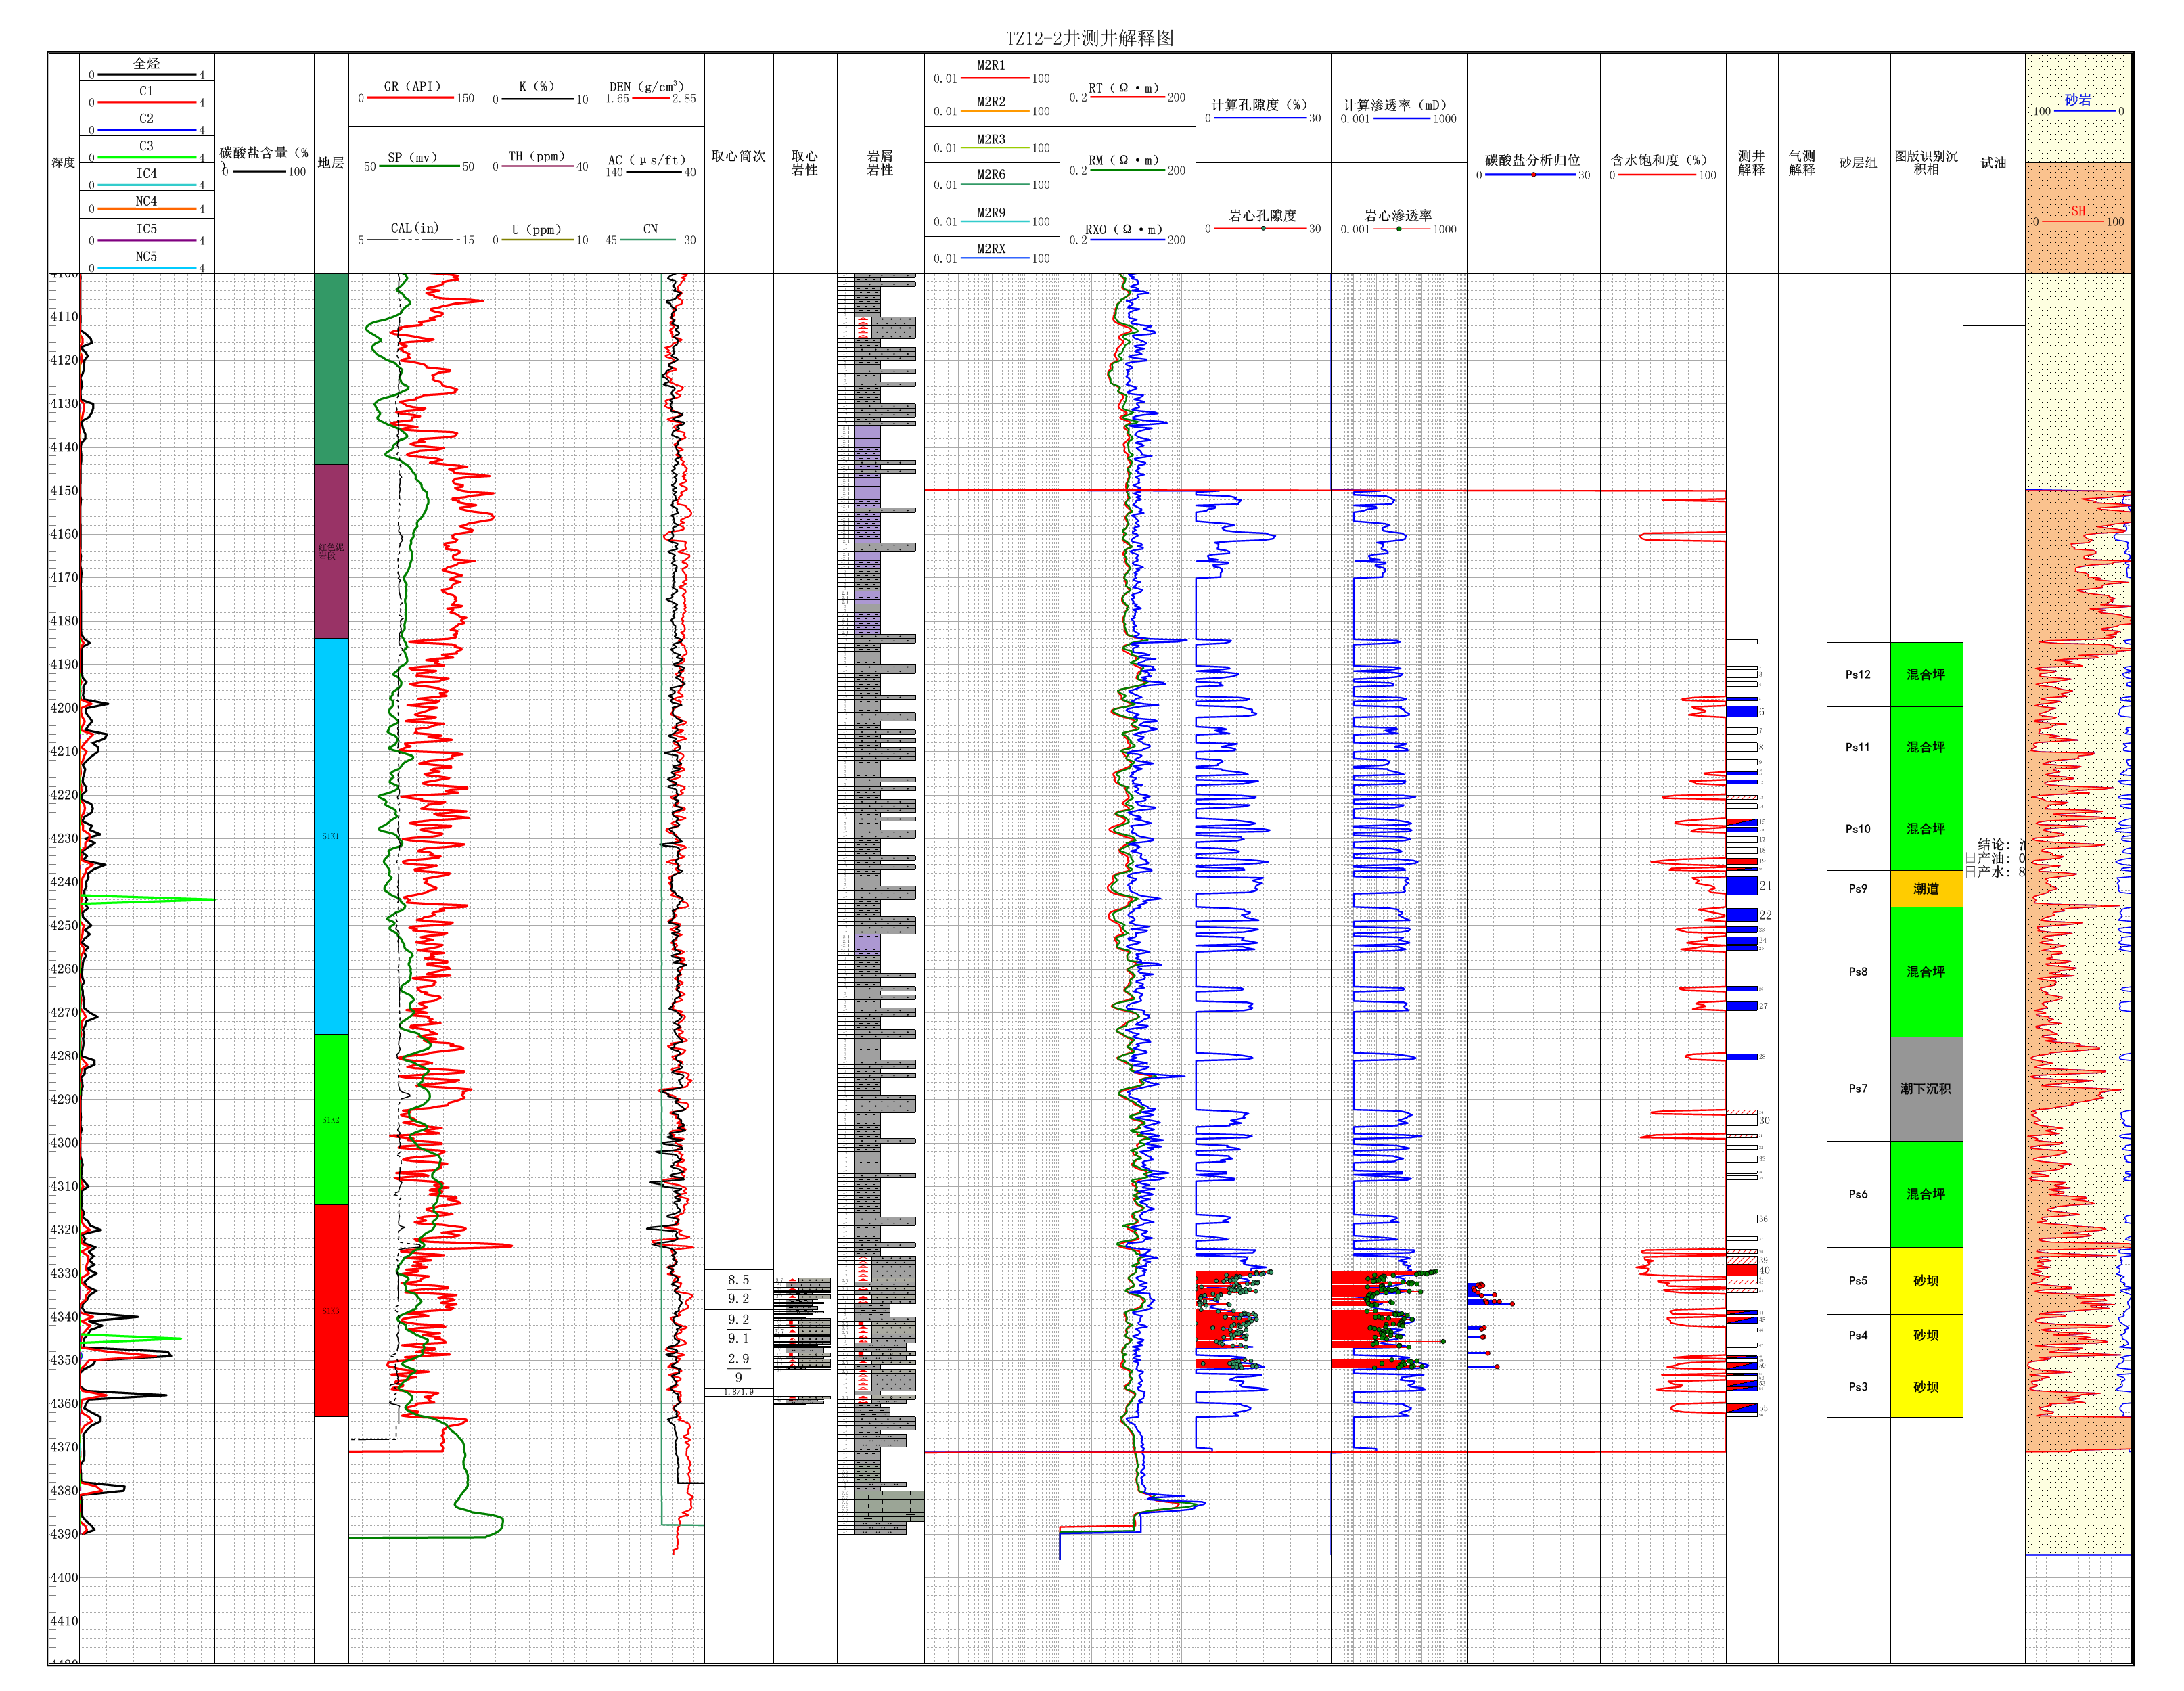 TZ12-2井测井解释图
深度
全烃
0 4
C1
0 4
C2
0 4
C3
0 4
IC4
0 4
NC4
0 4
IC5
0 4
NC5
0 4
碳酸盐含量 (%
)
0 100
地层
GR (API)
0 150
SP (mv)
-50 50
CAL(in)
5 15
K (%)
0 10
TH (ppm)
0 40
U (ppm)
0 10
DEN (g/cm³)
1.65 2.85
AC (μs/ft)
140 40
CN
45 -30
取心筒次
取心
岩性
岩屑
岩性
M2R1
0.01 100
M2R2
0.01 100
M2R3
0.01 100
M2R6
0.01 100
M2R9
0.01 100
M2RX
0.01 100
RT (Ω·m)
0.2 200
RM (Ω·m)
0.2 200
RXO (Ω·m)
0.2 200
计算孔隙度 (%)
0 30
岩心孔隙度
0 30
计算渗透率 (mD)
0.001 1000
岩心渗透率
0.001 1000
碳酸盐分析归位
0 30
含水饱和度 (%)
0 100
测井
解释
气测
解释
砂层组
图版识别沉
积相
试油
砂岩
100 0
SH
0 100
4110
4120
4130
4140
4150
4160
4170
4180
4190
4200
4210
4220
4230
4240
4250
4260
4270
4280
4290
4300
4310
4320
4330
4340
4350
4360
4370
4380
4390
4400
4410
红色泥
岩段
S1K1
S1K2
S1K3
8.5
9.2
9.2
9.1
2.9
9
1.8/1.9
6
7
8
15
17
18
19
21
22
24
27
28
30
33
36
39
40
55
Ps12 混合坪
Ps11 混合坪
Ps10 混合坪
Ps9 潮道
Ps8 混合坪
Ps7 潮下沉积
Ps6 混合坪
Ps5 砂坝
Ps4 砂坝
Ps3 砂坝
结论:
日产油: 0
日产水: 8